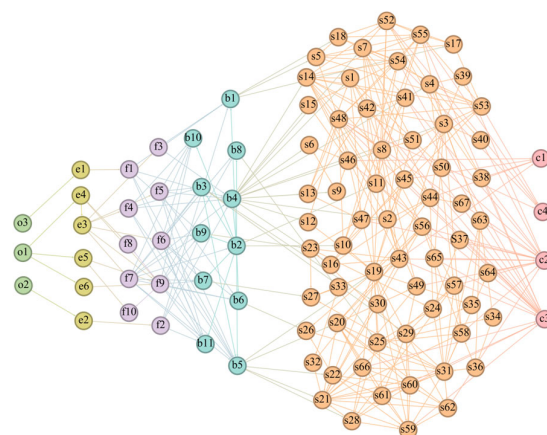 s52
s18 s55 s17
s5 s7 s54
s14 s1 s4 s39
b1 s15 s42 s41 s53
s48 s3
b10 s6 s8 s51 s40
f3 b8 s46 c1
e1 f1 s50
f5 b3 s13 s9 s11 s45 s38
e4 b4 s44
f4 s12 s47 s2 s67 c4
o3 e3 b9 s56 s63
f8 f6 b2 s23 s10 s37
o1 e5 s16 s43 s65 c2
f7 b7 s19 s64
e6 f9 s27 s33 s49 s57
b6 s30 s24 s35
o2 f10 s20 s34 c3
e2 f2 s26 s29 s58
b11 s25
b5 s32 s22 s66 s31 s36
s60
s21 s61
s28 s62
s59